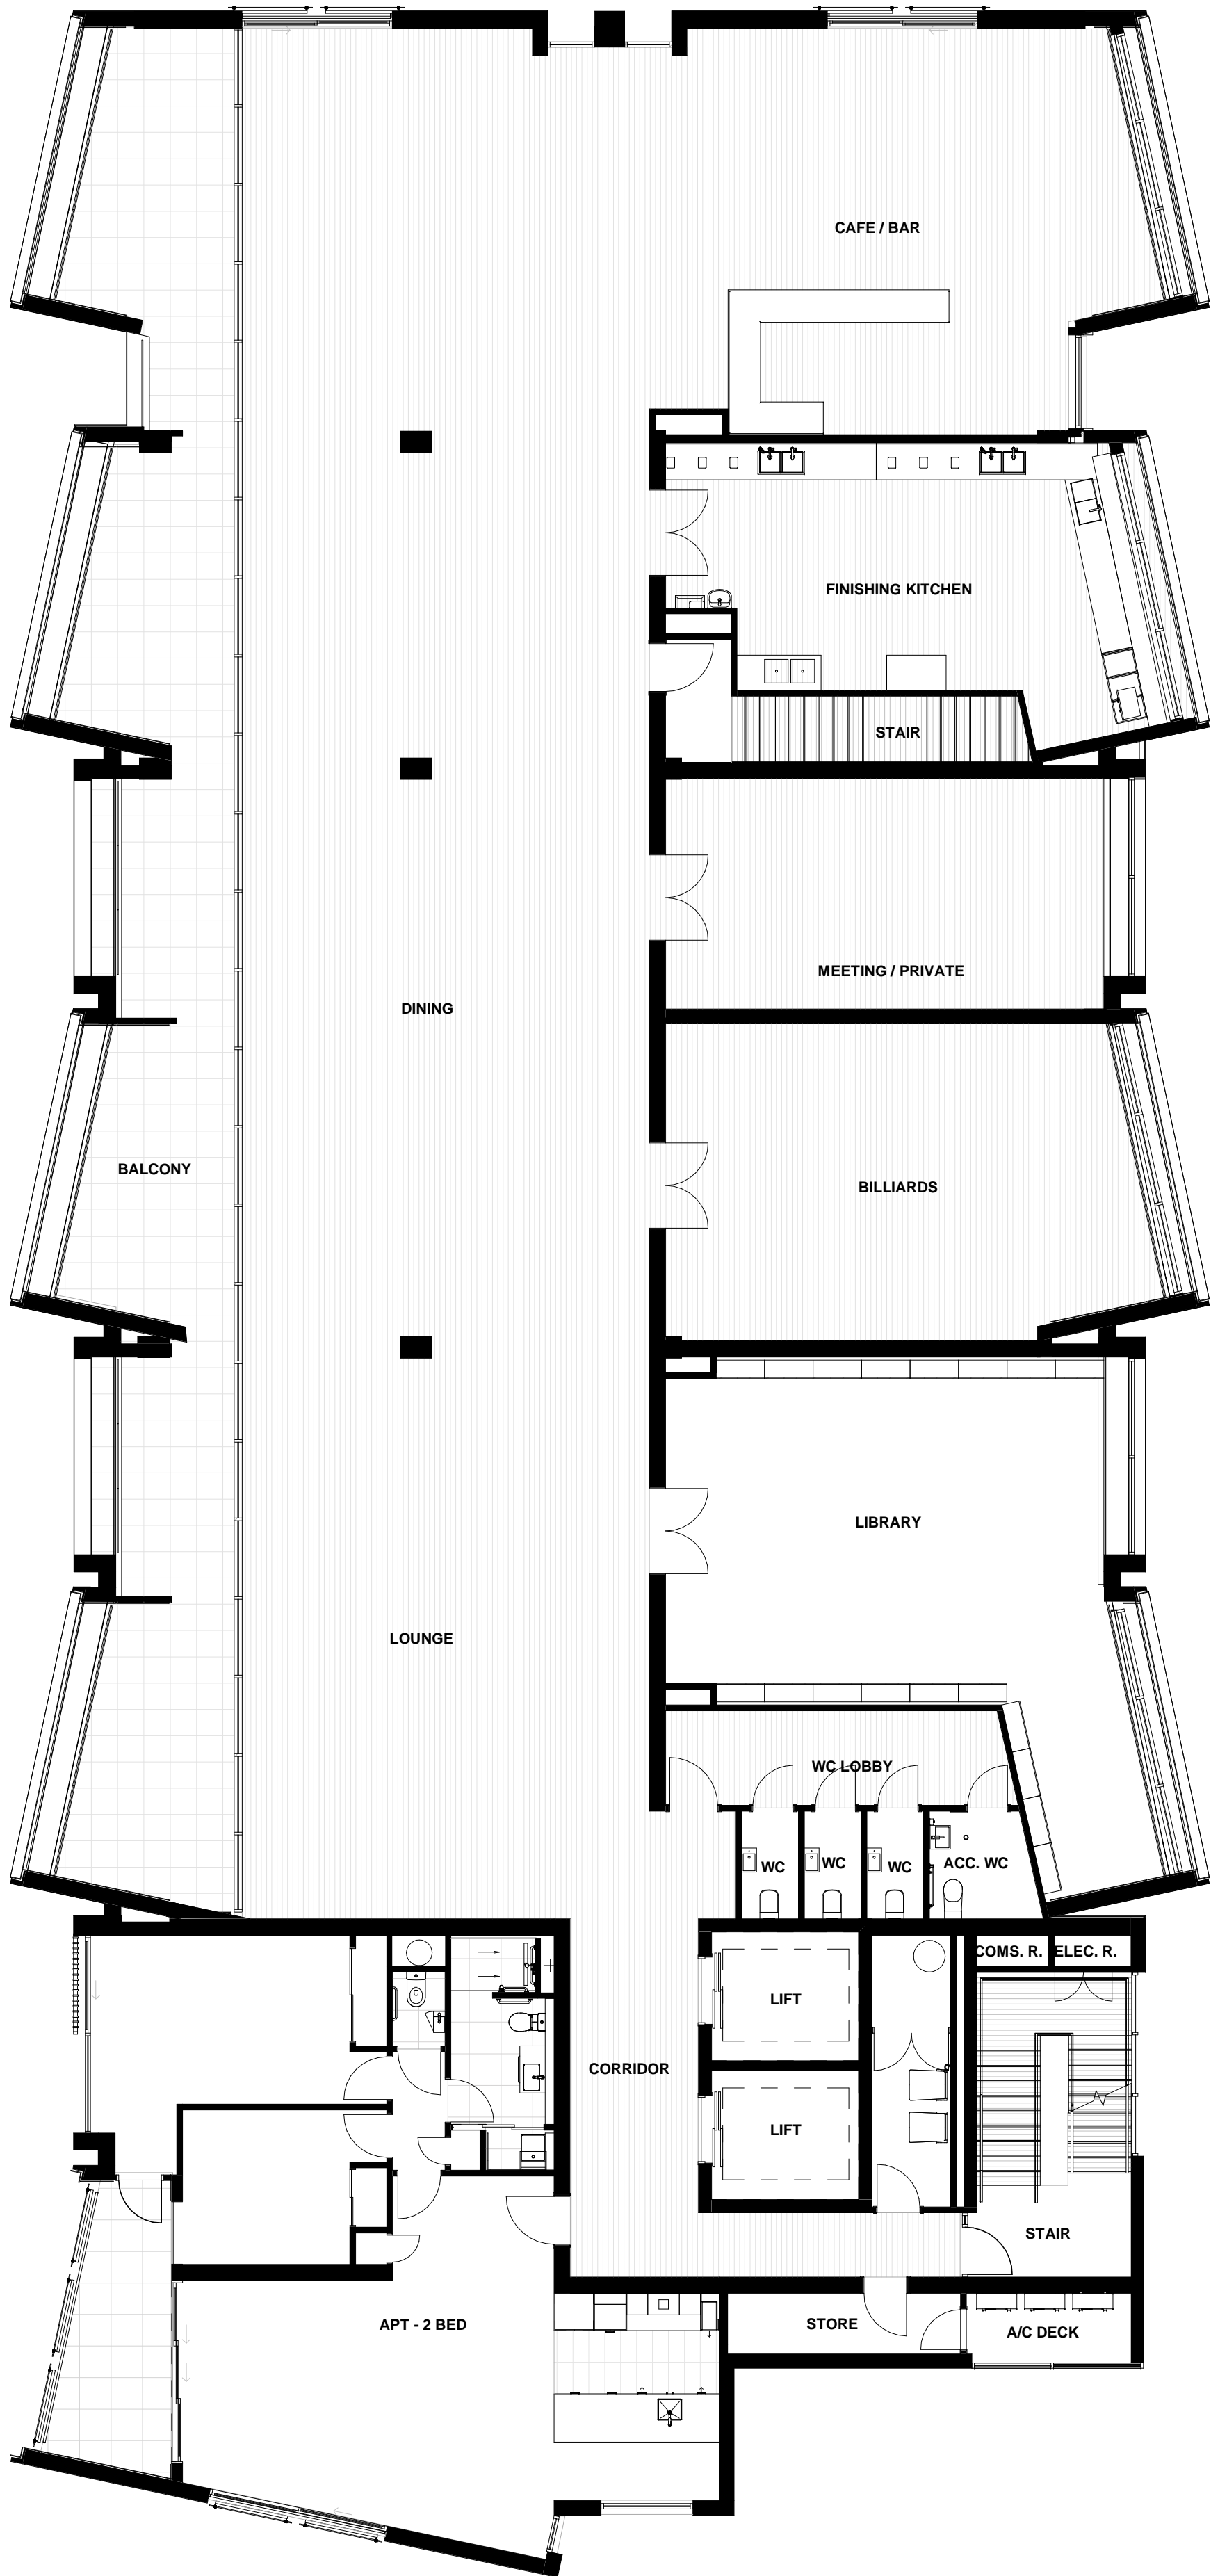 CAFE / BAR
FINISHING KITCHEN
STAIR
MEETING / PRIVATE
DINING
BALCONY
BILLIARDS
LIBRARY
LOUNGE
WC LOBBY
WC
WC
WC
ACC. WC
COMS. R.
ELEC. R.
LIFT
CORRIDOR
LIFT
STAIR
APT - 2 BED
STORE
A/C DECK